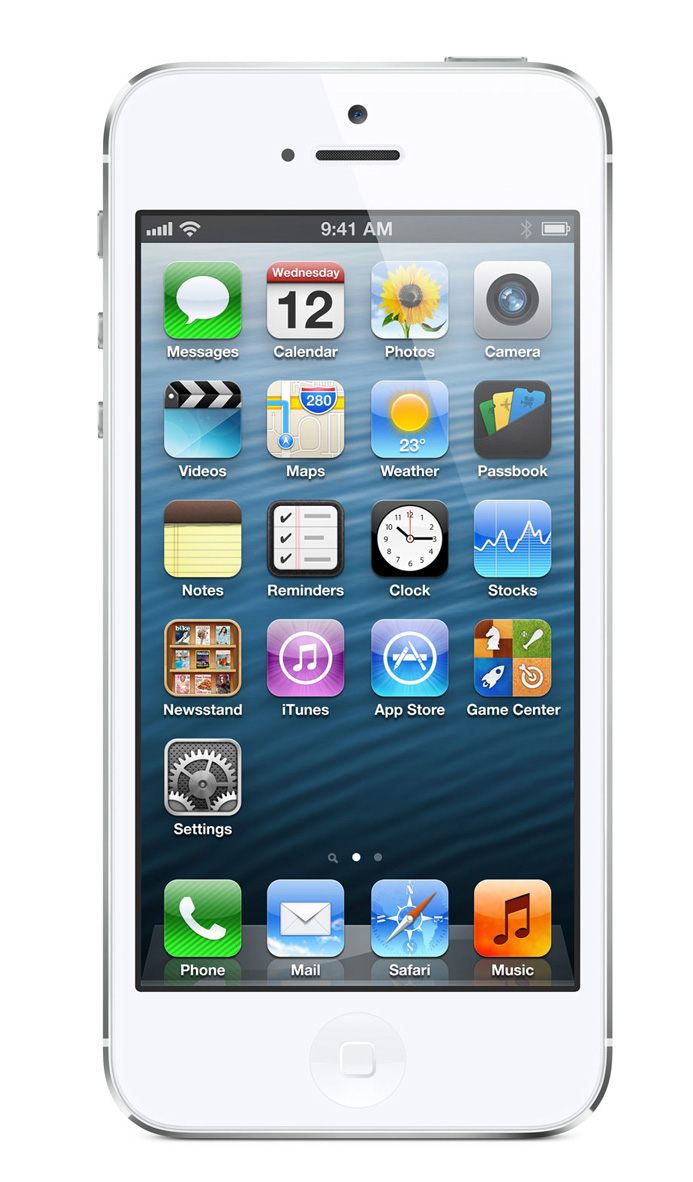 9:41 AM
Wednesday
12
Messages Calendar Photos Camera
280
23°
Videos Maps Weather Passbook
12
Notes Reminders Clock Stocks
bike
Newsstand iTunes App Store Game Center
Settings
Phone Mail Safari Music